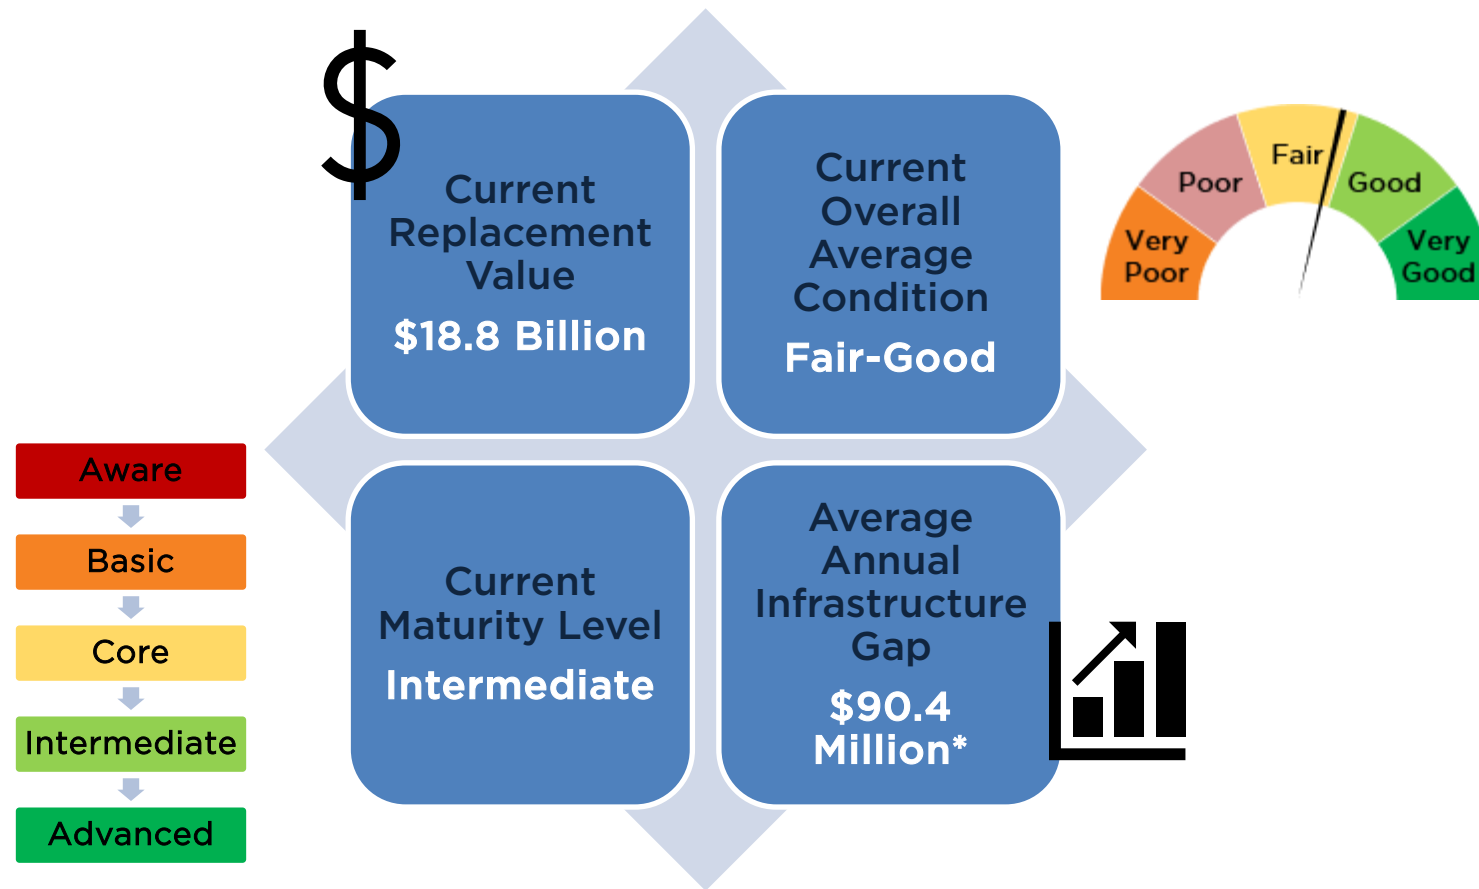 $
Current
Replacement
Value
$18.8 Billion
Current
Overall
Average
Condition
Fair-Good
Very
Poor
Poor
Fair
Good
Very
Good
Aware
Basic
Core
Intermediate
Advanced
Current
Maturity Level
Intermediate
Average
Annual
Infrastructure
Gap
$90.4
Million*